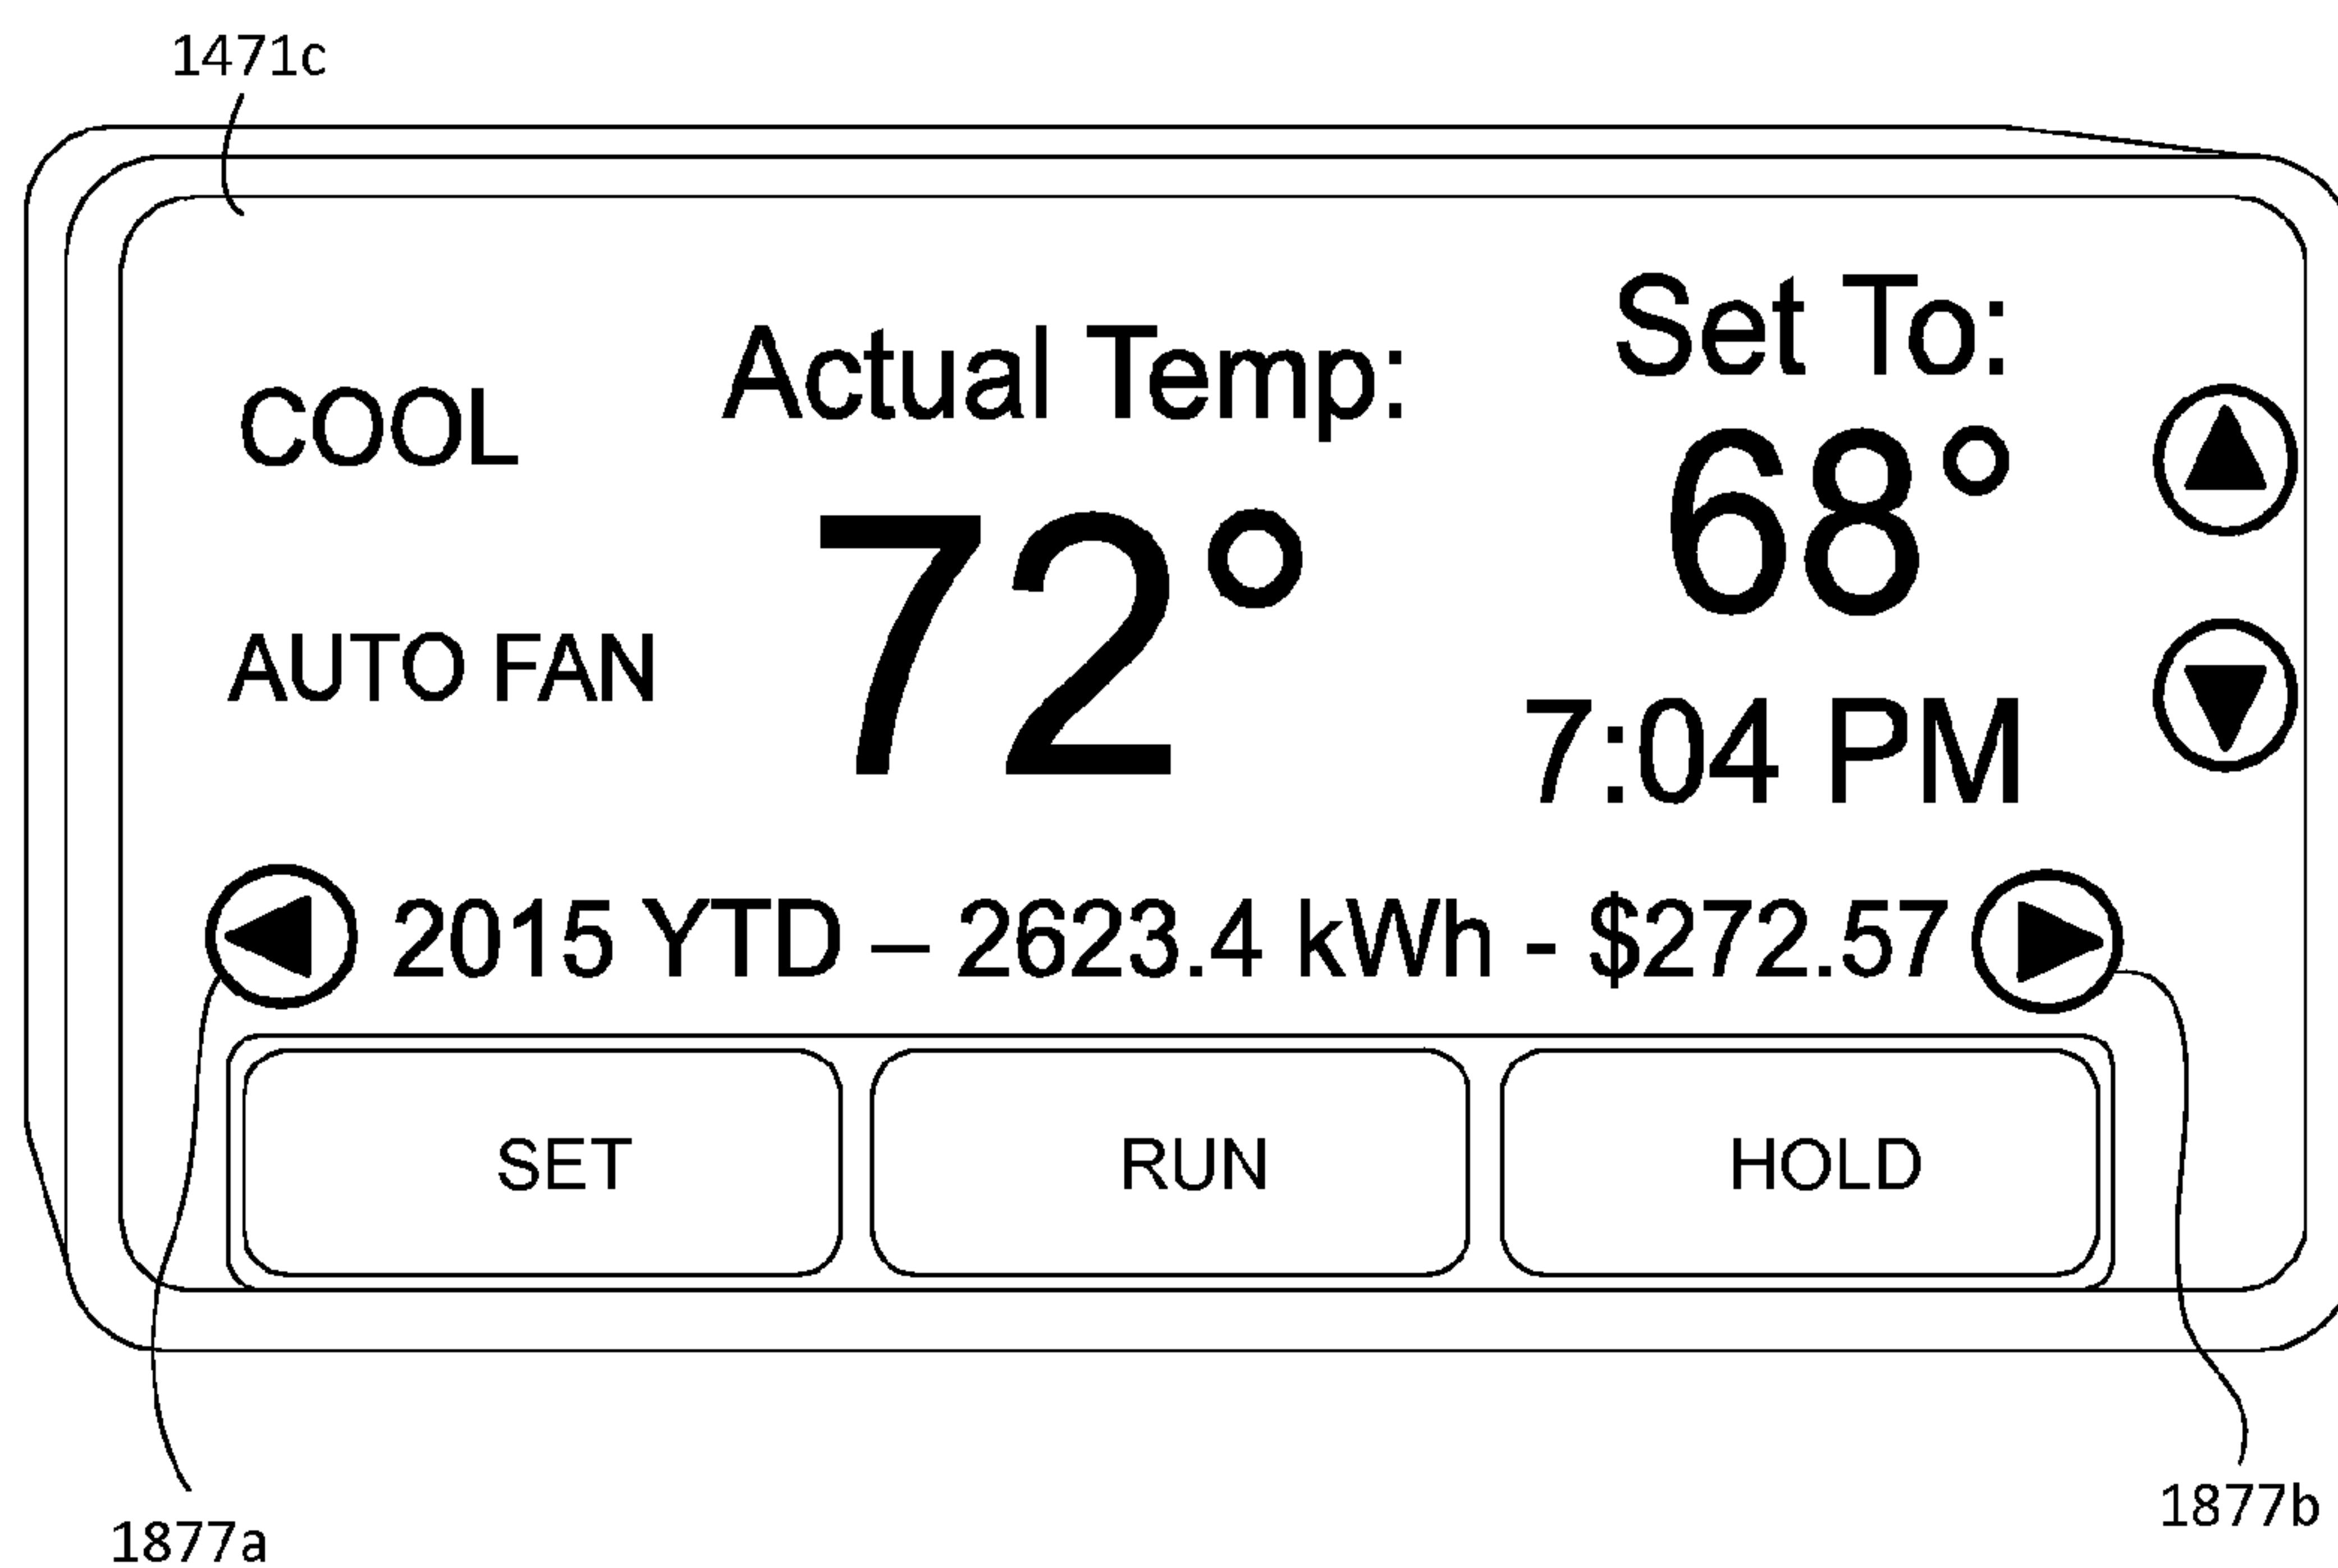 1471c
Set To:
Actual Temp:
COOL
68°
72°
AUTO FAN
7:04 PM
2015 YTD – 2623.4 kWh - $272.57
SET
RUN
HOLD
1877a
1877b